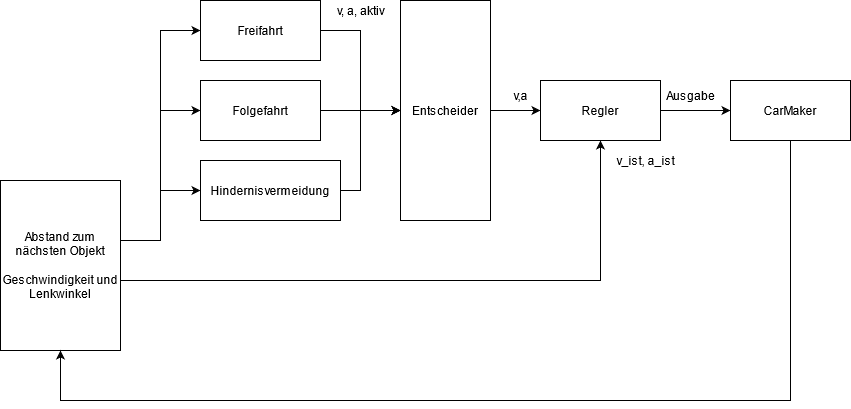 Freifahrt
v, a, aktiv
Folgefahrt
Hindernisvermeidung
Entscheider
v,a
Regler
Ausgabe
CarMaker
v_ist, a_ist
Abstand zum
nächsten Objekt
Geschwindigkeit und
Lenkwinkel